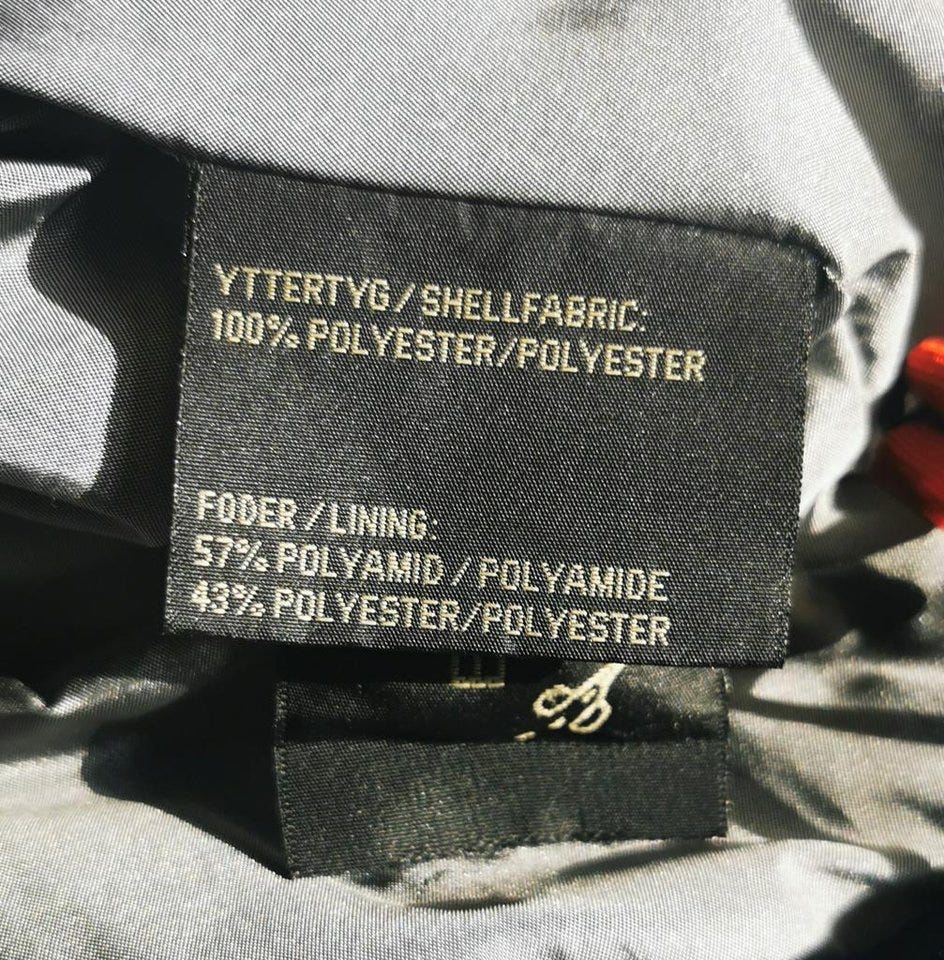 YTTERTYG / SHELLFABRIC:
100% POLYESTER/POLYESTER
FODER / LINING:
57% POLYAMID / POLYAMIDE
43% POLYESTER/POLYESTER